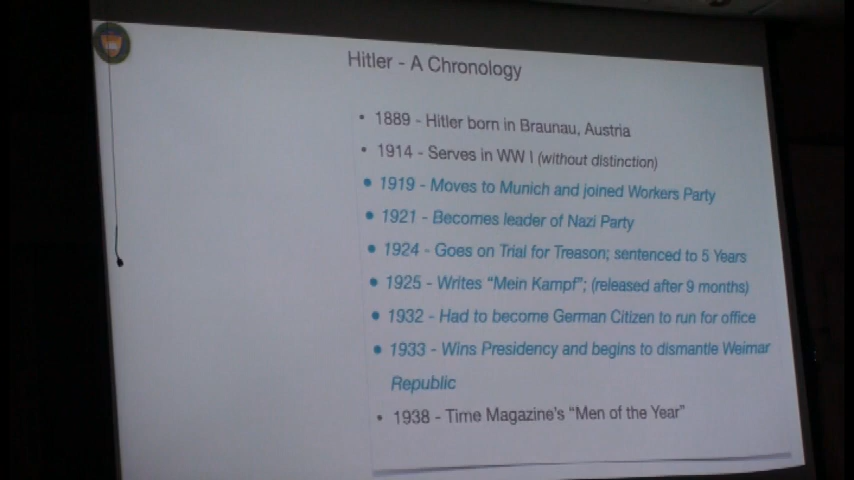 Hitler - A Chronology
• 1889 - Hitler born in Braunau, Austria
• 1914 - Serves in WW I (without distinction)
• 1919 - Moves to Munich and joined Workers Party
• 1921 - Becomes leader of Nazi Party
• 1924 - Goes on Trial for Treason; sentenced to 5 Years
• 1925 - Writes "Mein Kampf"; (released after 9 months)
• 1932 - Had to become German Citizen to run for office
• 1933 - Wins Presidency and begins to dismantle Weimar
Republic
• 1938 - Time Magazine's "Men of the Year"